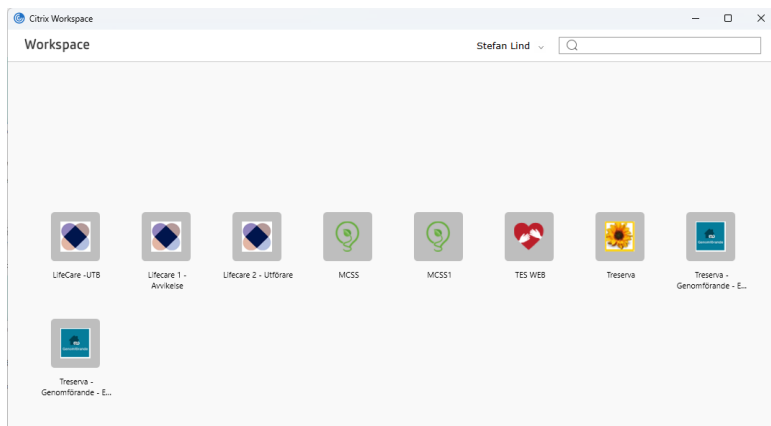 Citrix Workspace
Workspace
Stefan Lind
LifeCare -UTB
Lifecare 1 -
Avvikelse
Lifecare 2 - Utförare
MCSS
MCSS1
TES WEB
Treserva
Treserva -
Genomförande - E...
Treserva -
Genomförande - E...